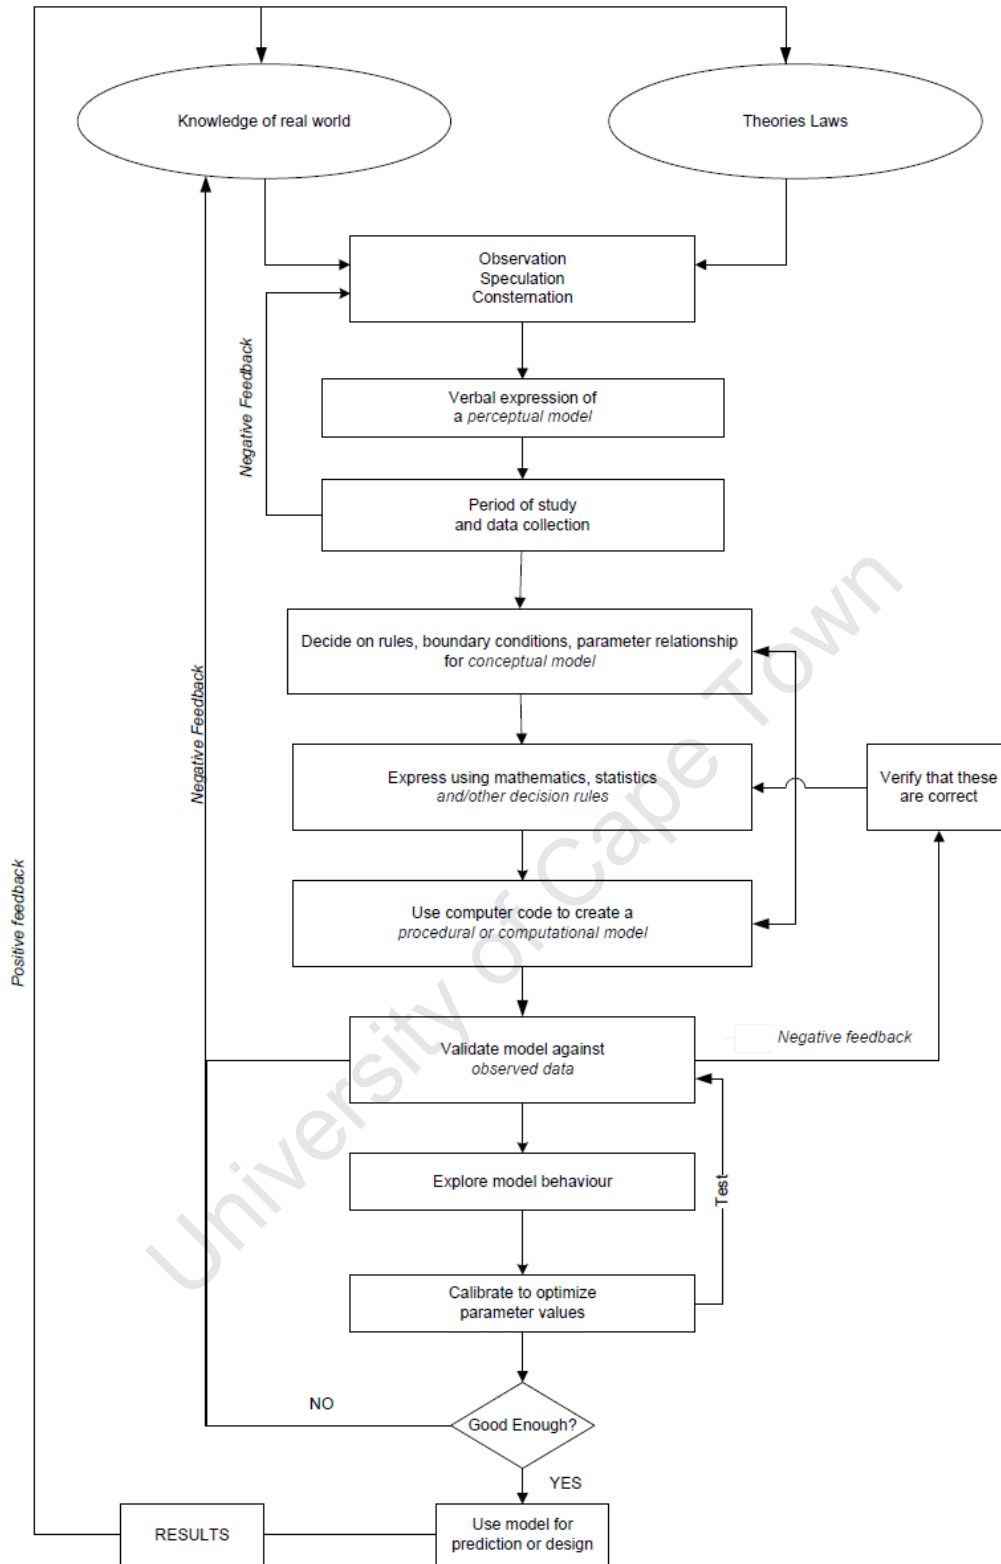 Knowledge of real world
Theories Laws
Observation
Speculation
Consternation
Negative Feedback
Verbal expression of
a perceptual model
Period of study
and data collection
Decide on rules, boundary conditions, parameter relationship
for conceptual model
Negative Feedback
Express using mathematics, statistics
and/other decision rules
Verify that these
are correct
Use computer code to create a
procedural or computational model
Positive feedback
Validate model against
observed data
Negative feedback
Explore model behaviour
Test
Calibrate to optimize
parameter values
NO
Good Enough?
YES
RESULTS
Use model for
prediction or design
University of Cape Town